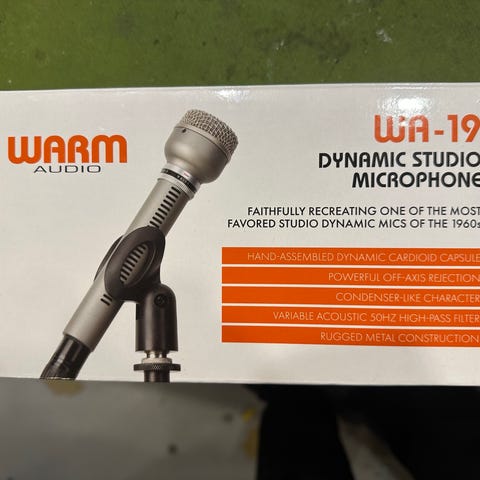 WARM
AUDIO
WA-19
DYNAMIC STUDIO
MICROPHONE
FAITHFULLY RECREATING ONE OF THE MOST
FAVORED STUDIO DYNAMIC MICS OF THE 1960s
HAND-ASSEMBLED DYNAMIC CARDIOID CAPSULE
POWERFUL OFF-AXIS REJECTION
CONDENSER-LIKE CHARACTER
VARIABLE ACOUSTIC 50HZ HIGH-PASS FILTER
RUGGED METAL CONSTRUCTION